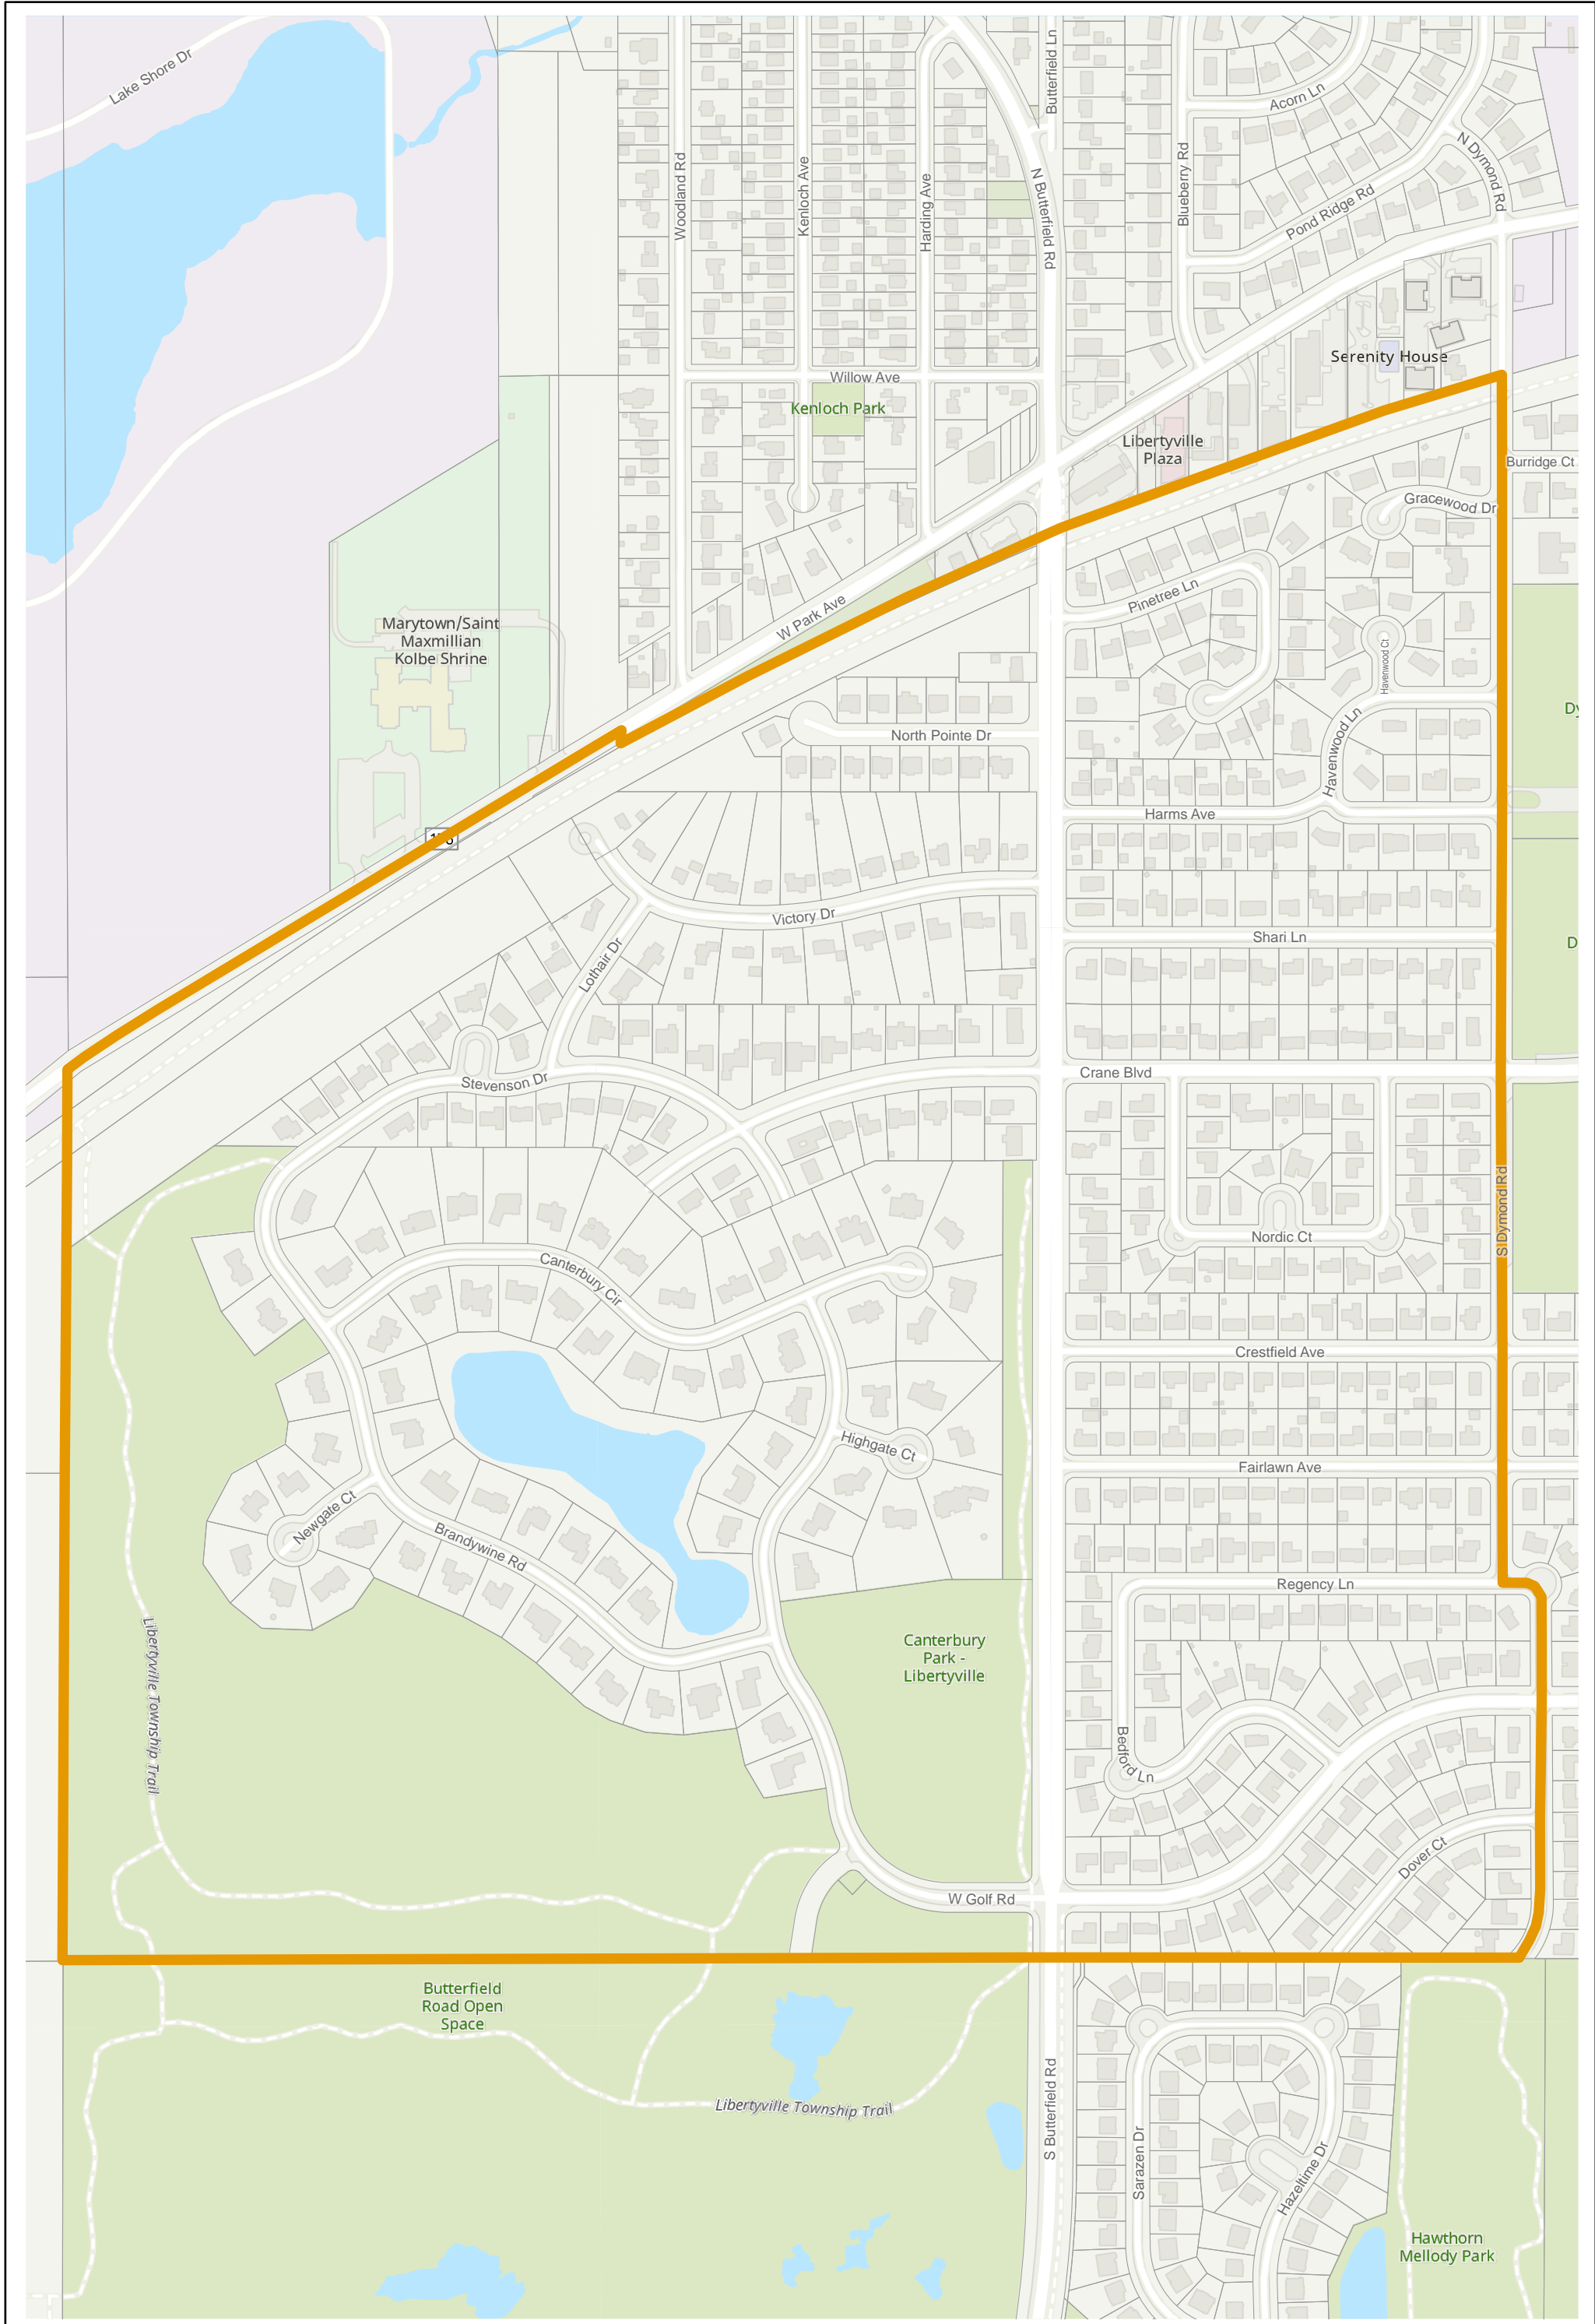 Lake Shore Dr
Butterfield Ln
Acorn Ln
N Dymond Rd
Woodland Rd
Kenloch Ave
Harding Ave
N Butterfield Rd
Blueberry Rd
Pond Ridge Rd
Serenity House
Willow Ave
Kenloch Park
Libertyville
Plaza
Burridge Ct
Gracewood Dr
Pinetree Ln
W Park Ave
Marytown/Saint
Maxmillian
Kolbe Shrine
Havenwood Ct
Dy
North Pointe Dr
Havenwood Ln
Harms Ave
Victory Dr
Shari Ln
D
Lothair Dr
Stevenson Dr
Crane Blvd
S Dymond Rd
Nordic Ct
Canterbury Cir
Crestfield Ave
Highgate Ct
Fairlawn Ave
Newgate Ct
Brandywine Rd
Regency Ln
Canterbury
Park -
Libertyville
Libertyville Township Trail
Bedford Ln
Dover Ct
W Golf Rd
Butterfield
Road Open
Space
S Butterfield Rd
Libertyville Township Trail
Sarazen Dr
Hazeltime Dr
Hawthorn
Mellody Park